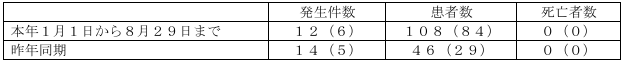 発生件数 患者数 死亡者数
本年１月１日から８月２９日まで １２（６） １０８（８４） ０（０）
昨年同期 １４（５） ４６（２９） ０（０）